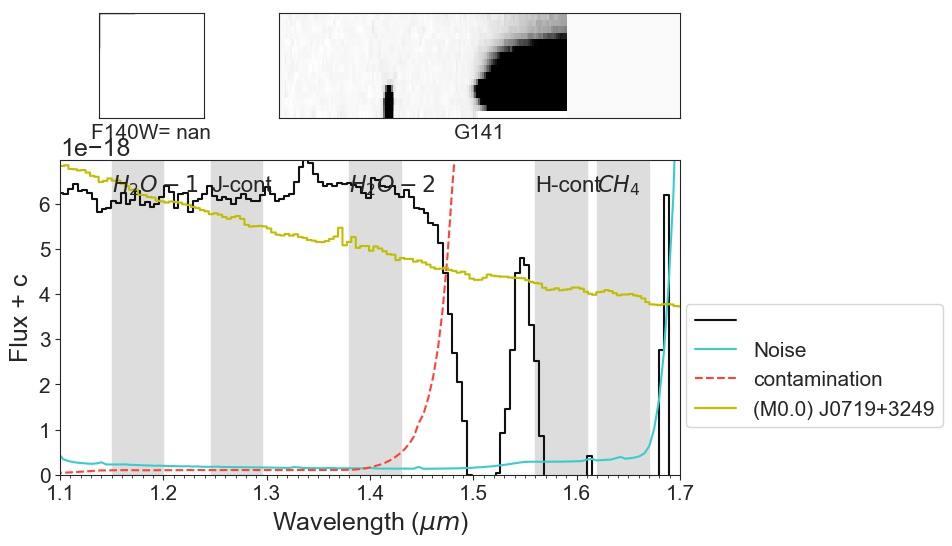 F140W= nan
G141
1e−18
H₂O − 1 J-cont H₂O − 2 H-cont CH₄
6
5
4
3
2
1
0
Flux + c
1.1 1.2 1.3 1.4 1.5 1.6 1.7
Wavelength (μm)
Noise
contamination
(M0.0) J0719+3249